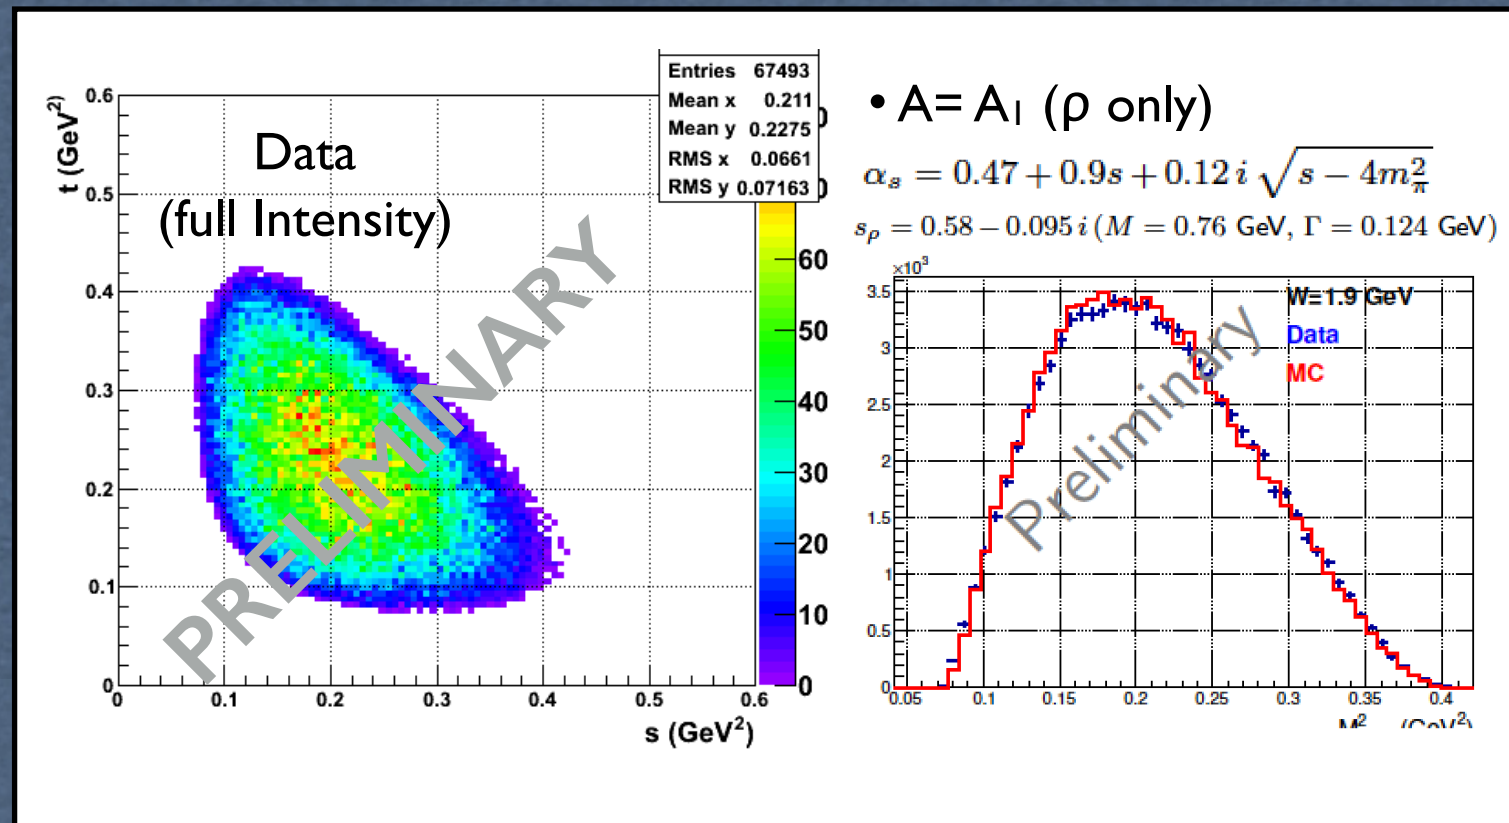 Entries 67493
Mean x 0.211
Mean y 0.2275
RMS x 0.0661
RMS y 0.07163
Data
(full Intensity)
t (GeV²)
0.6
0.5
0.4
0.3
0.2
0.1
0
0 0.1 0.2 0.3 0.4 0.5 0.6
s (GeV²)
60
50
40
30
20
10
0
PRELIMINARY
• A= A₁ (ρ only)
αₛ = 0.47 + 0.9s + 0.12 i √(s − 4m²_π)
s_ρ = 0.58 − 0.095 i (M = 0.76 GeV, Γ = 0.124 GeV)
×10³
3.5
3
2.5
2
1.5
1
0.5
0
W=1.9 GeV
Data
MC
Preliminary
0.05 0.1 0.15 0.2 0.25 0.3 0.35 0.4
M² (GeV²)